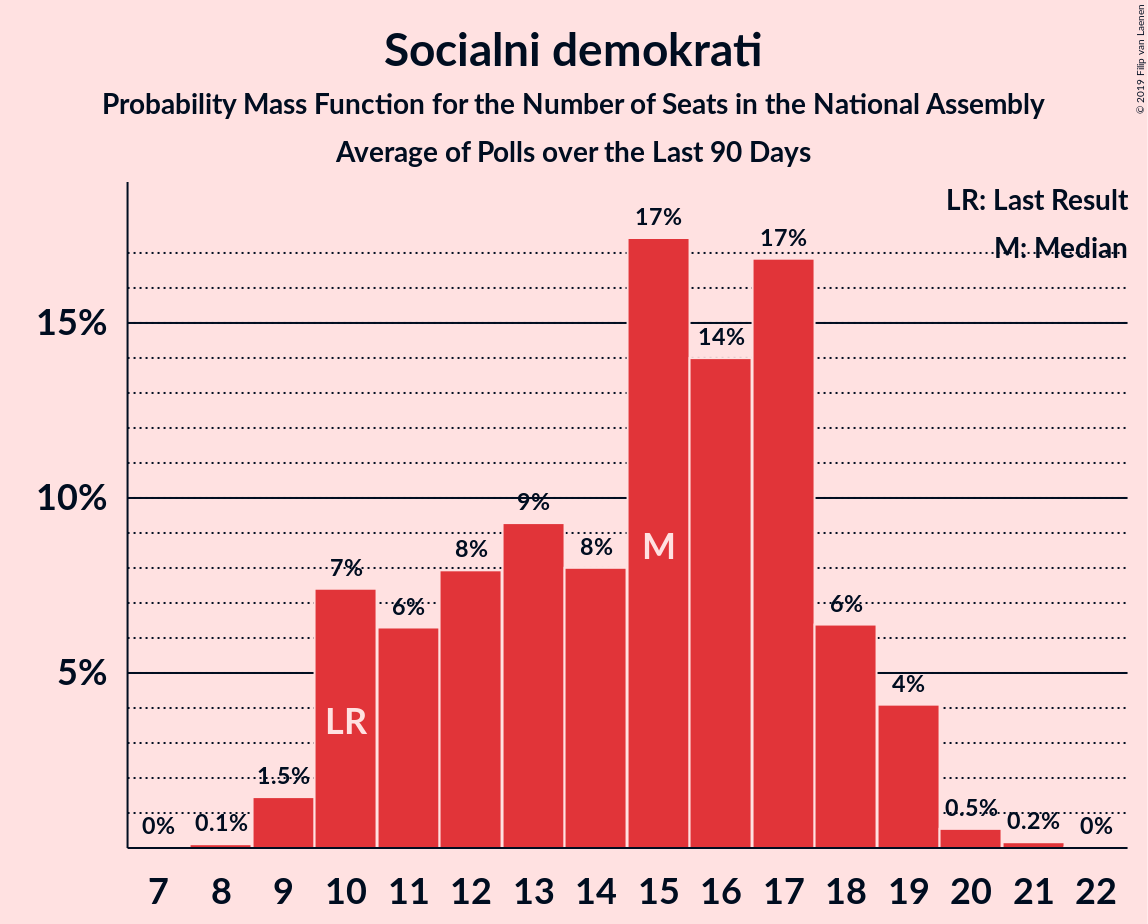 Socialni demokrati
Probability Mass Function for the Number of Seats in the National Assembly
Average of Polls over the Last 90 Days
© 2019 Filip van Laenen
LR: Last Result
M: Median
17%
17%
15%
14%
10%
9%
8%
8%
7%
6%
6%
5%
4%
1.5%
0.5%
0.2%
0.1%
0%
0%
M
LR
7 8 9 10 11 12 13 14 15 16 17 18 19 20 21 22